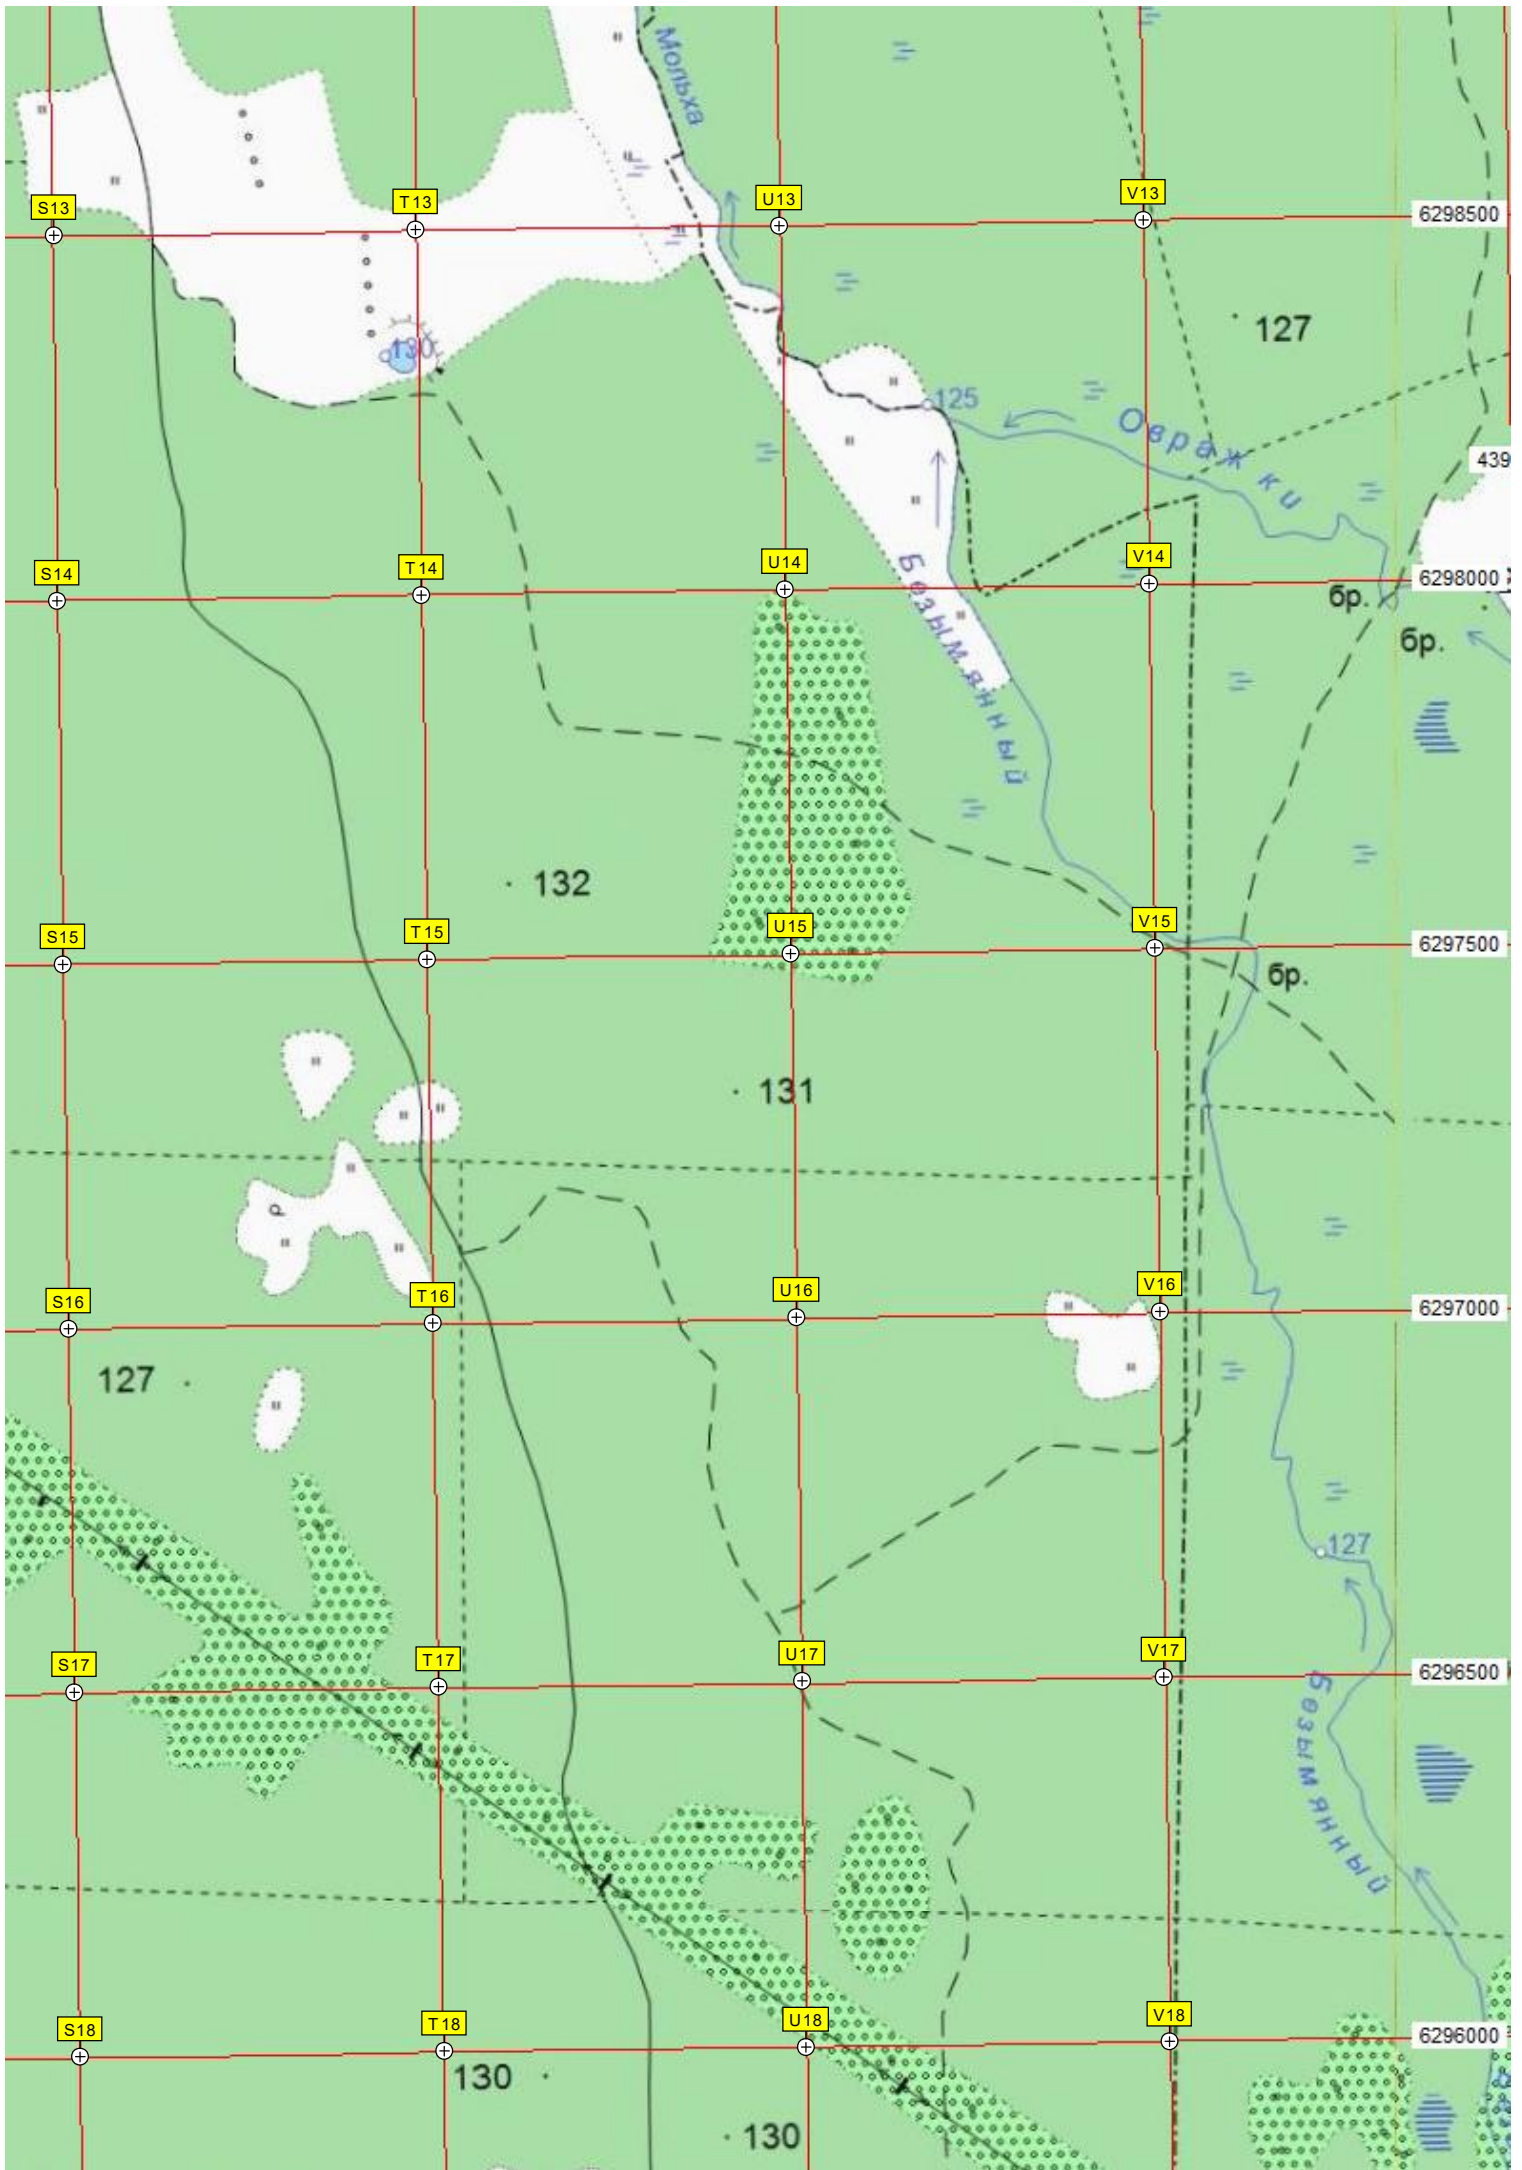 Мольха
S13
T13
U13
V13
6298500
127
130
125
Овражки
439
S14
T14
U14
V14
6298000
бр.
бр.
Безымянный
132
S15
T15
U15
V15
6297500
бр.
131
р
S16
T16
U16
V16
6297000
127
127
S17
T17
U17
V17
6296500
Безымянный
S18
T18
U18
V18
6296000
130
130